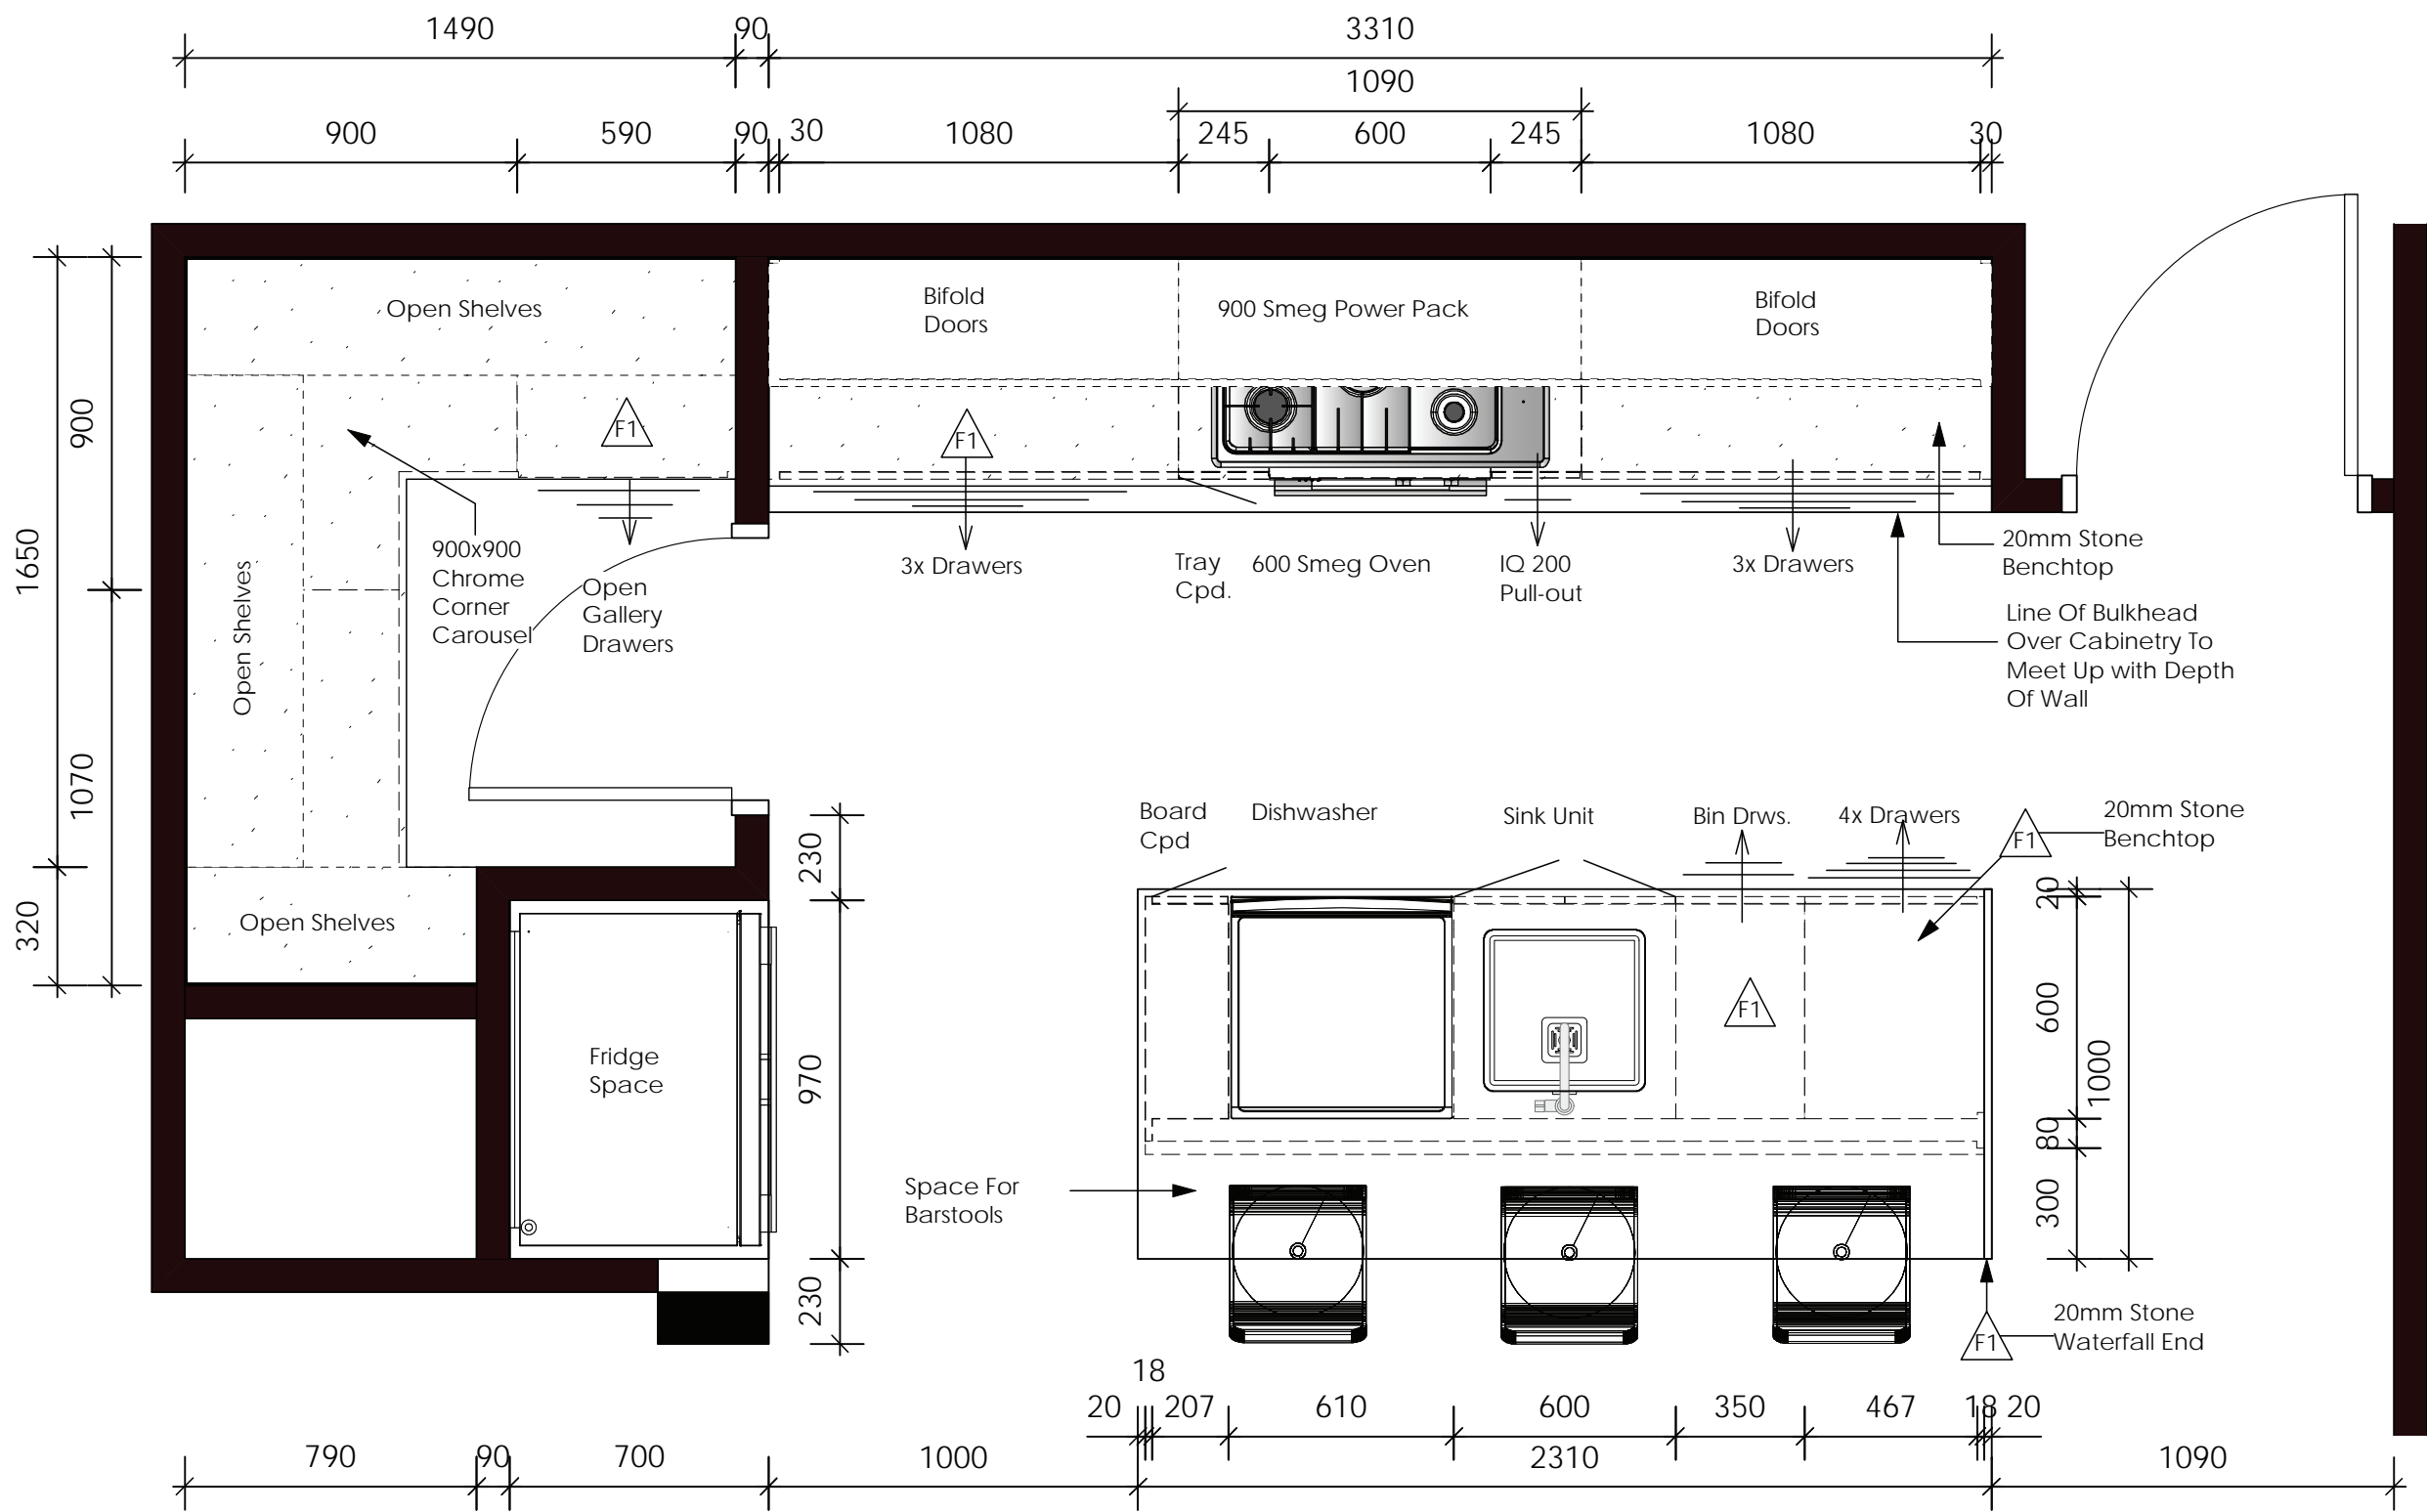 1490
90
3310
1090
900
590
90
30
1080
245
600
245
1080
30
Open Shelves
Bifold
Doors
900 Smeg Power Pack
Bifold
Doors
F1
F1
900
1650
1070
320
Open Shelves
900x900
Chrome
Corner
Carousel
Open
Gallery
Drawers
3x Drawers
Tray
Cpd.
600 Smeg Oven
IQ 200
Pull-out
3x Drawers
20mm Stone
Benchtop
Line Of Bulkhead
Over Cabinetry To
Meet Up with Depth
Of Wall
Board
Cpd
Dishwasher
Sink Unit
Bin Drws.
4x Drawers
F1
20mm Stone
Benchtop
230
Open Shelves
20
600
1000
80
300
F1
Fridge
Space
970
Space For
Barstools
230
F1
20mm Stone
Waterfall End
18
20
207
610
600
350
467
18
20
790
90
700
1000
2310
1090